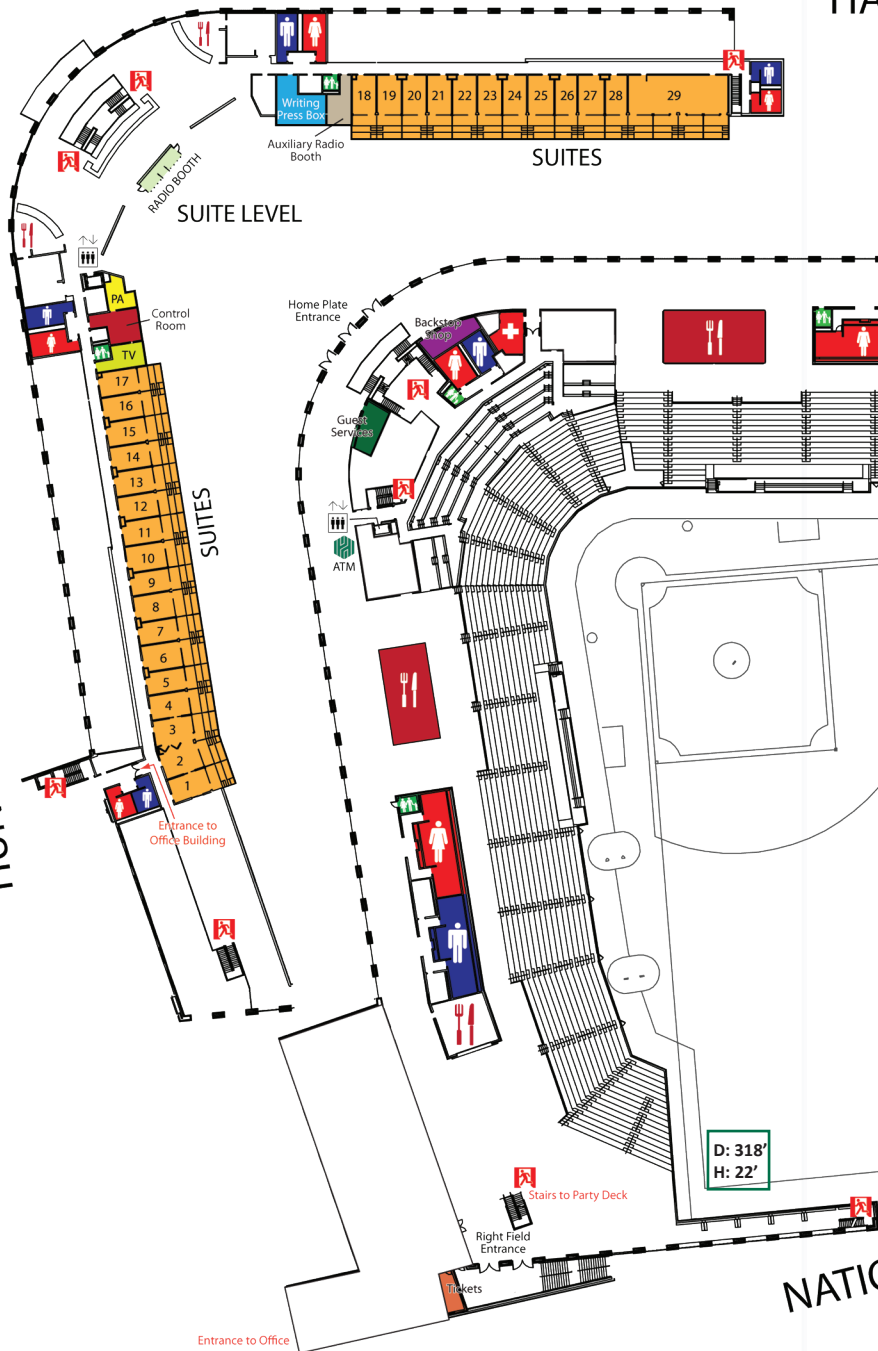 HA
Writing
Press Box
18
19
20
21
22
23
24
25
26
27
28
29
Auxiliary Radio
Booth
SUITES
RADIO BOOTH
SUITE LEVEL
PA
Control
Room
TV
17
16
15
14
13
12
11
10
9
8
7
6
5
4
3
2
1
SUITES
Entrance to
Office Building
Home Plate
Entrance
Backstop
Shop
Guest
Services
ATM
D: 318'
H: 22'
Stairs to Party Deck
Right Field
Entrance
Tickets
NATIO
Entrance to Office